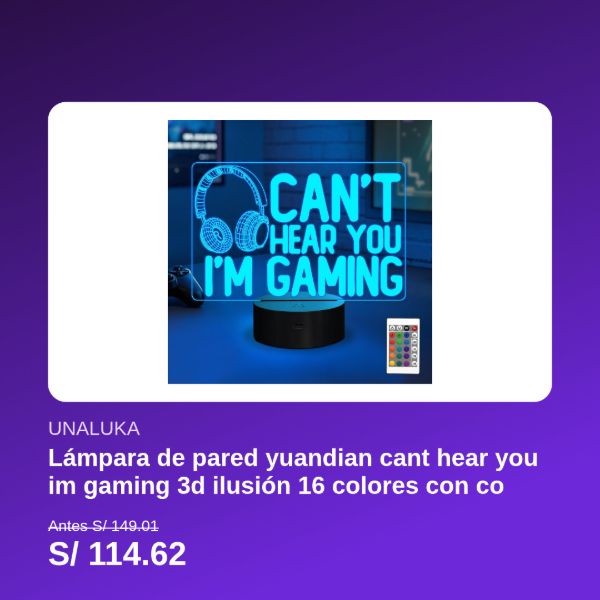 CAN'T
HEAR YOU
I'M GAMING
UNALUKA
Lámpara de pared yuandian cant hear you
im gaming 3d ilusión 16 colores con co
Antes S/ 149.01
S/ 114.62